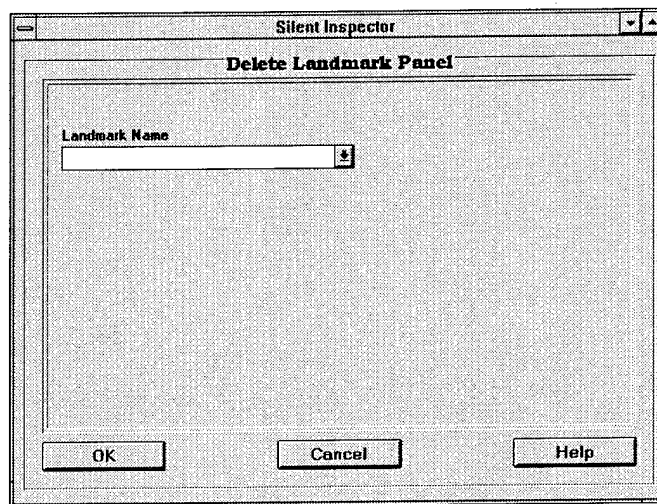 Silent Inspector
Delete Landmark Panel
Landmark Name
OK
Cancel
Help